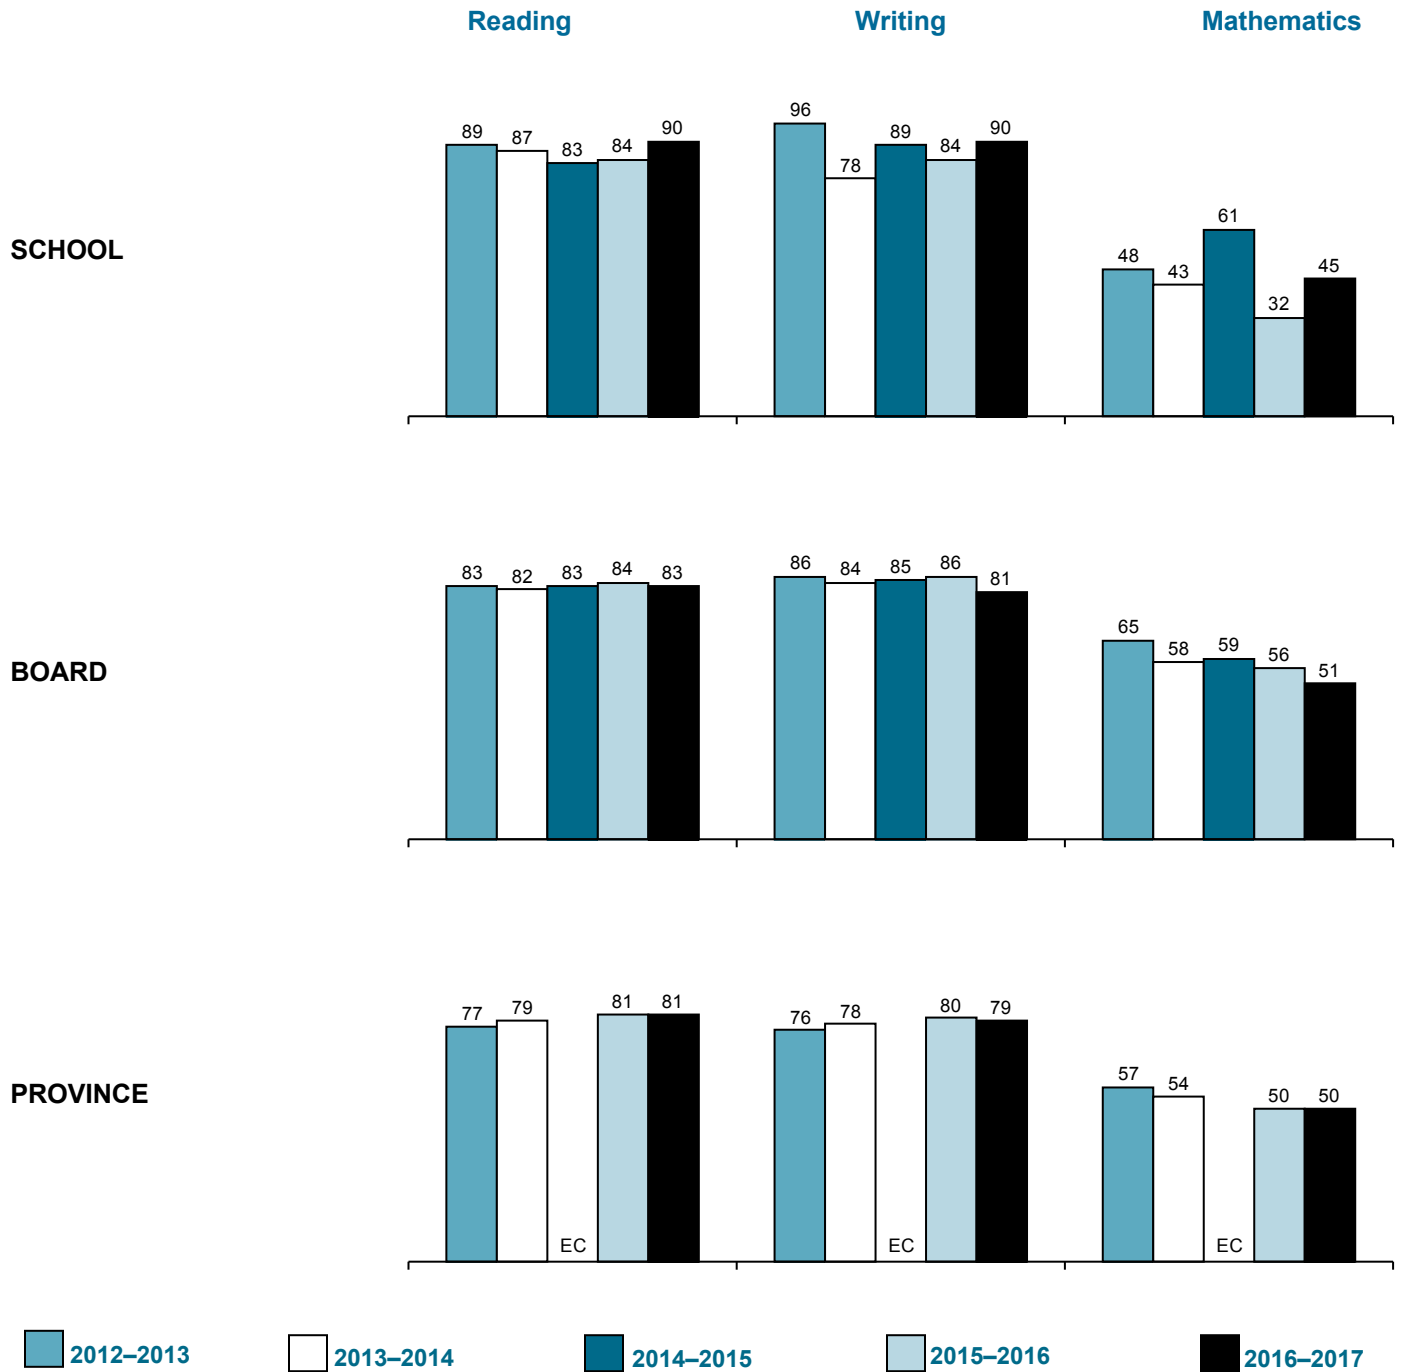 Reading Writing Mathematics
SCHOOL
89 87 83 84 90
96 78 89 84 90
48 43 61 32 45
BOARD
83 82 83 84 83
86 84 85 86 81
65 58 59 56 51
PROVINCE
77 79 EC 81 81
76 78 EC 80 79
57 54 EC 50 50
2012–2013 2013–2014 2014–2015 2015–2016 2016–2017